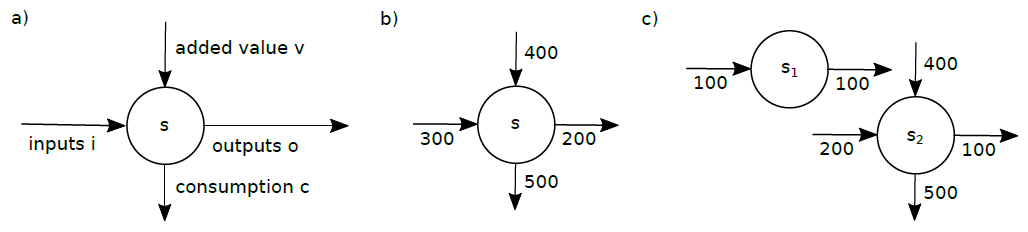 a)
added value v
s
inputs i
outputs o
consumption c
b)
400
s
300
200
500
c)
s₁
100
100
400
s₂
200
100
500